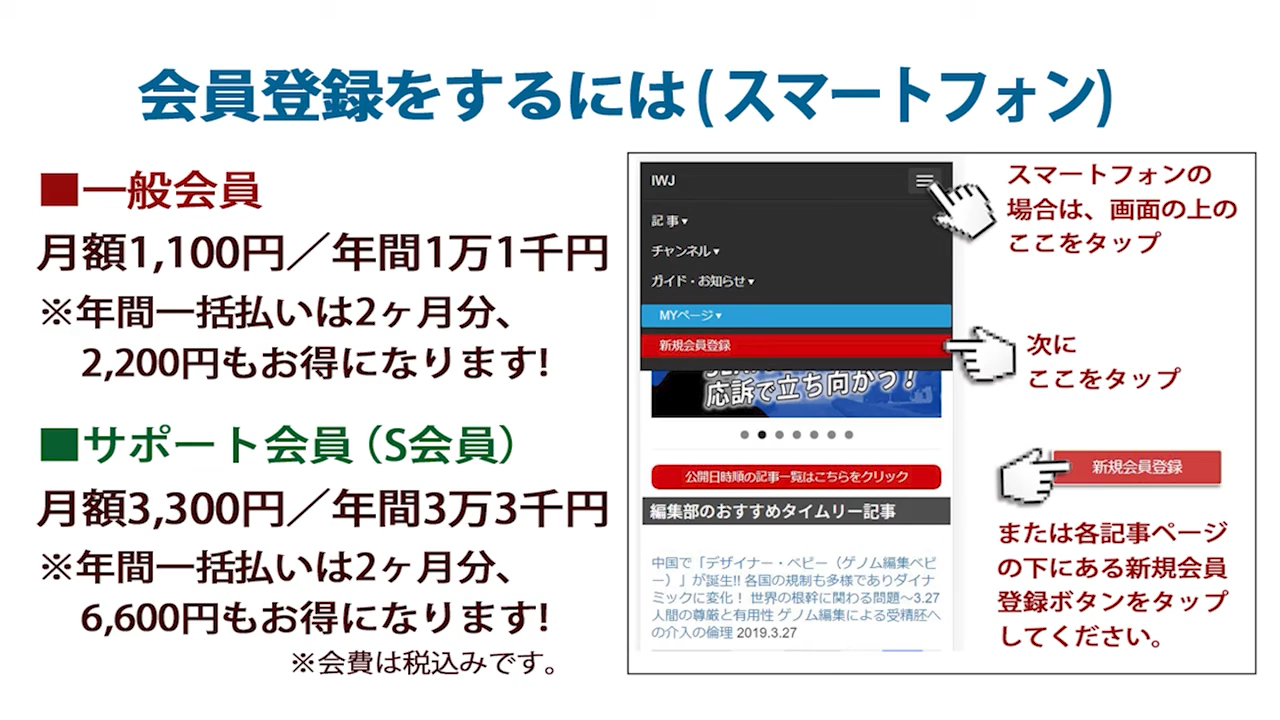 会員登録をするには(スマートフォン)
■一般会員
月額1,100円／年間1万1千円
※年間一括払いは2ヶ月分、
2,200円もお得になります!
■サポート会員（S会員）
月額3,300円／年間3万3千円
※年間一括払いは2ヶ月分、
6,600円もお得になります!
※会費は税込みです。
IWJ
記事▾
チャンネル▾
ガイド・お知らせ▾
MYページ▾
新規会員登録
応訴で立ち向かう！
公開日時順の記事一覧はこちらをクリック
編集部のおすすめタイムリー記事
中国で「デザイナー・ベビー（ゲノム編集ベビ
ー）」が誕生!! 各国の規制も多様でありダイナ
ミックに変化！ 世界の根幹に関わる問題～3.27
人間の尊厳と有用性 ゲノム編集による受精胚へ
の介入の倫理 2019.3.27
スマートフォンの
場合は、画面の上の
ここをタップ
次に
ここをタップ
新規会員登録
または各記事ページ
の下にある新規会員
登録ボタンをタップ
してください。